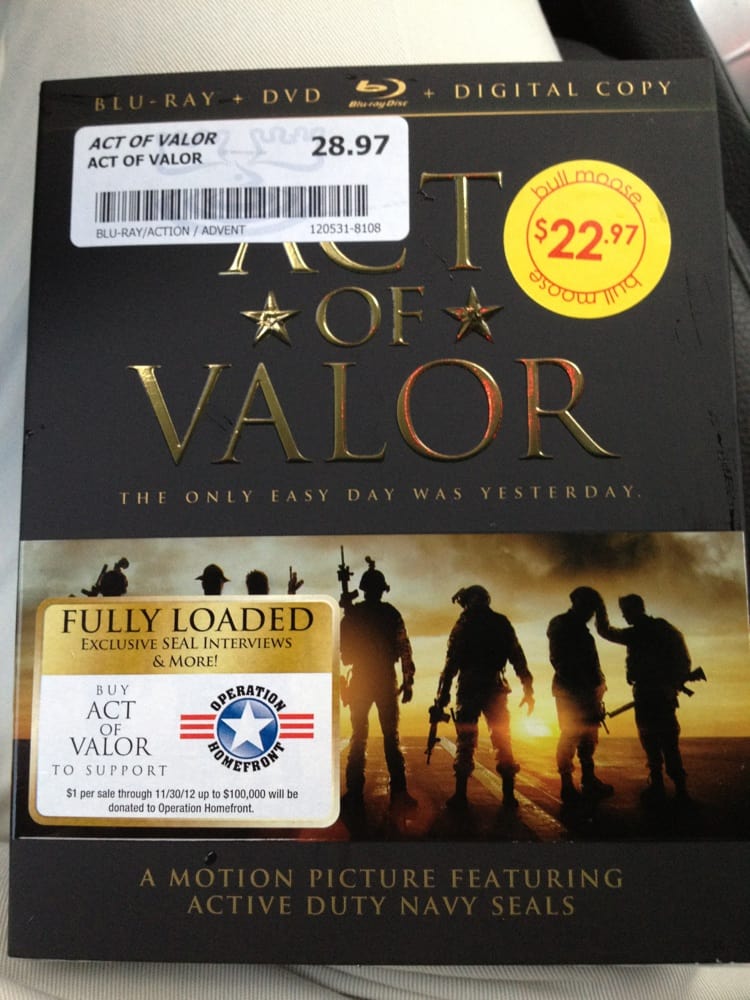 BLU-RAY + DVD Blu-ray Disc + DIGITAL COPY
ACT OF VALOR 28.97
ACT OF VALOR
BLU-RAY/ACTION / ADVENT 120531-8108
bull moose
$22.97
bull moose
ACT
OF
VALOR
THE ONLY EASY DAY WAS YESTERDAY.
FULLY LOADED
EXCLUSIVE SEAL INTERVIEWS
& MORE!
BUY
ACT
OF
VALOR
TO SUPPORT
OPERATION
HOMEFRONT
$1 per sale through 11/30/12 up to $100,000 will be
donated to Operation Homefront.
A MOTION PICTURE FEATURING
ACTIVE DUTY NAVY SEALS